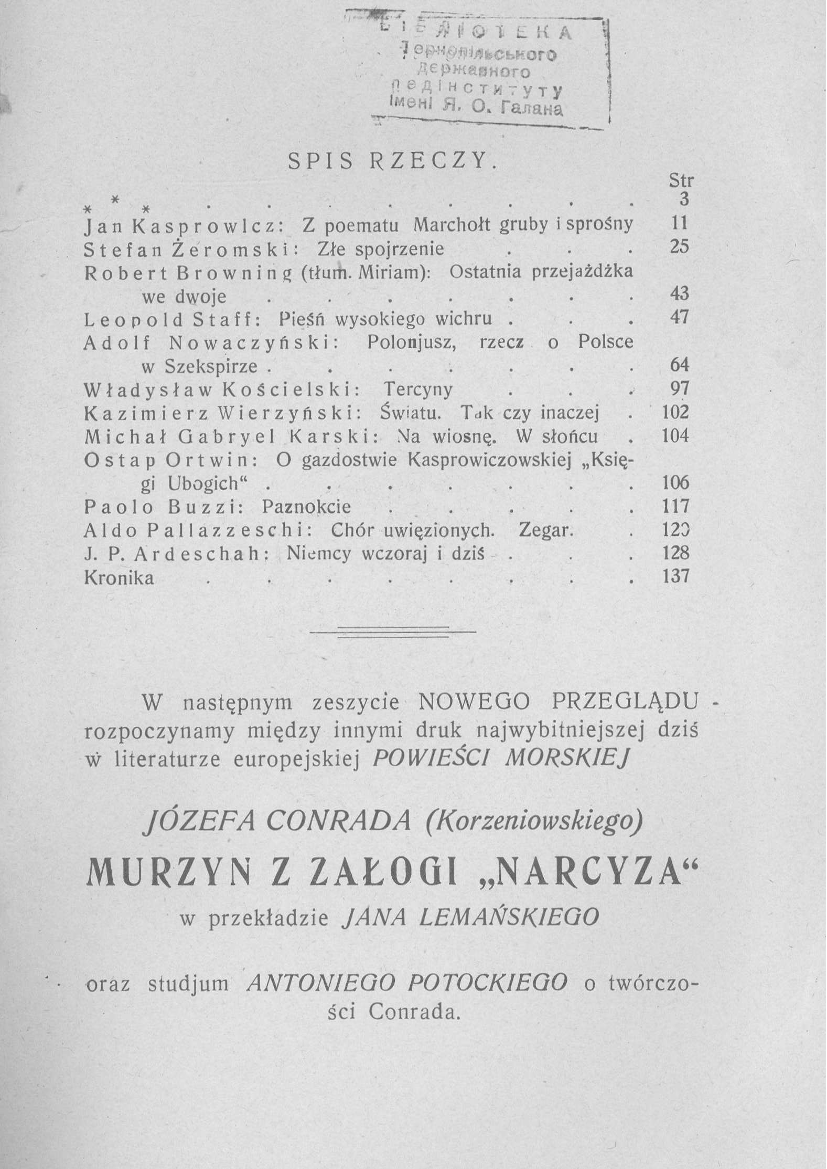 БІБЛІОТЕКА
Тернопільського
державного
педінституту
імені Я. О. Галана
SPIS RZECZY.
Str
* * * . . . . . . . . 3
Jan Kasprowicz: Z poematu Marchołt gruby i sprośny 11
Stefan Żeromski: Złe spojrzenie . . . 25
Robert Browning (tłum. Miriam): Ostatnia przejażdżka
we dwoje . . . . . . . 43
Leopold Staff: Pieśń wysokiego wichru . . . 47
Adolf Nowaczyński: Polonjusz, rzecz o Polsce
w Szekspirze . . . . . . . 64
Władysław Kościelski: Tercyny . . . 97
Kazimierz Wierzyński: Światu. Tak czy inaczej . 102
Michał Gabryel Karski: Na wiosnę. W słońcu . 104
Ostap Ortwin: O gazdostwie Kasprowiczowskiej „Księ-
gi Ubogich“ . . . . . . . 106
Paolo Buzzi: Paznokcie . . . . . 117
Aldo Pallazzeschi: Chór uwięzionych. Zegar. . 123
J. P. Ardeschah: Niemcy wczoraj i dziś . . . 128
Kronika . . . . . . . . 137
W następnym zeszycie NOWEGO PRZEGLĄDU
rozpoczynamy między innymi druk najwybitniejszej dziś
w literaturze europejskiej POWIEŚCI MORSKIEJ
JÓZEFA CONRADA (Korzeniowskiego)
MURZYN Z ZAŁOGI „NARCYZA“
w przekładzie JANA LEMAŃSKIEGO
oraz studjum ANTONIEGO POTOCKIEGO o twórczo-
ści Conrada.